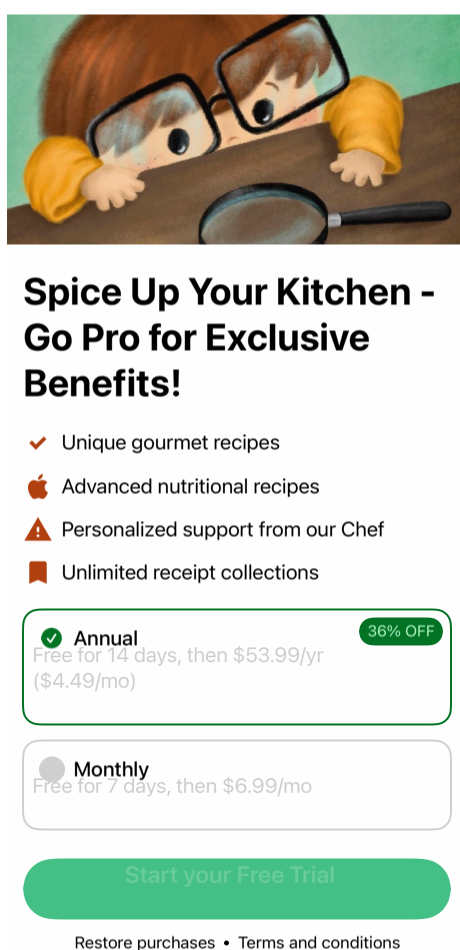 Spice Up Your Kitchen -
Go Pro for Exclusive
Benefits!
Unique gourmet recipes
Advanced nutritional recipes
Personalized support from our Chef
Unlimited receipt collections
36% OFF
Annual
Free for 14 days, then $53.99/yr
($4.49/mo)
Monthly
Free for 7 days, then $6.99/mo
Start your Free Trial
Restore purchases • Terms and conditions